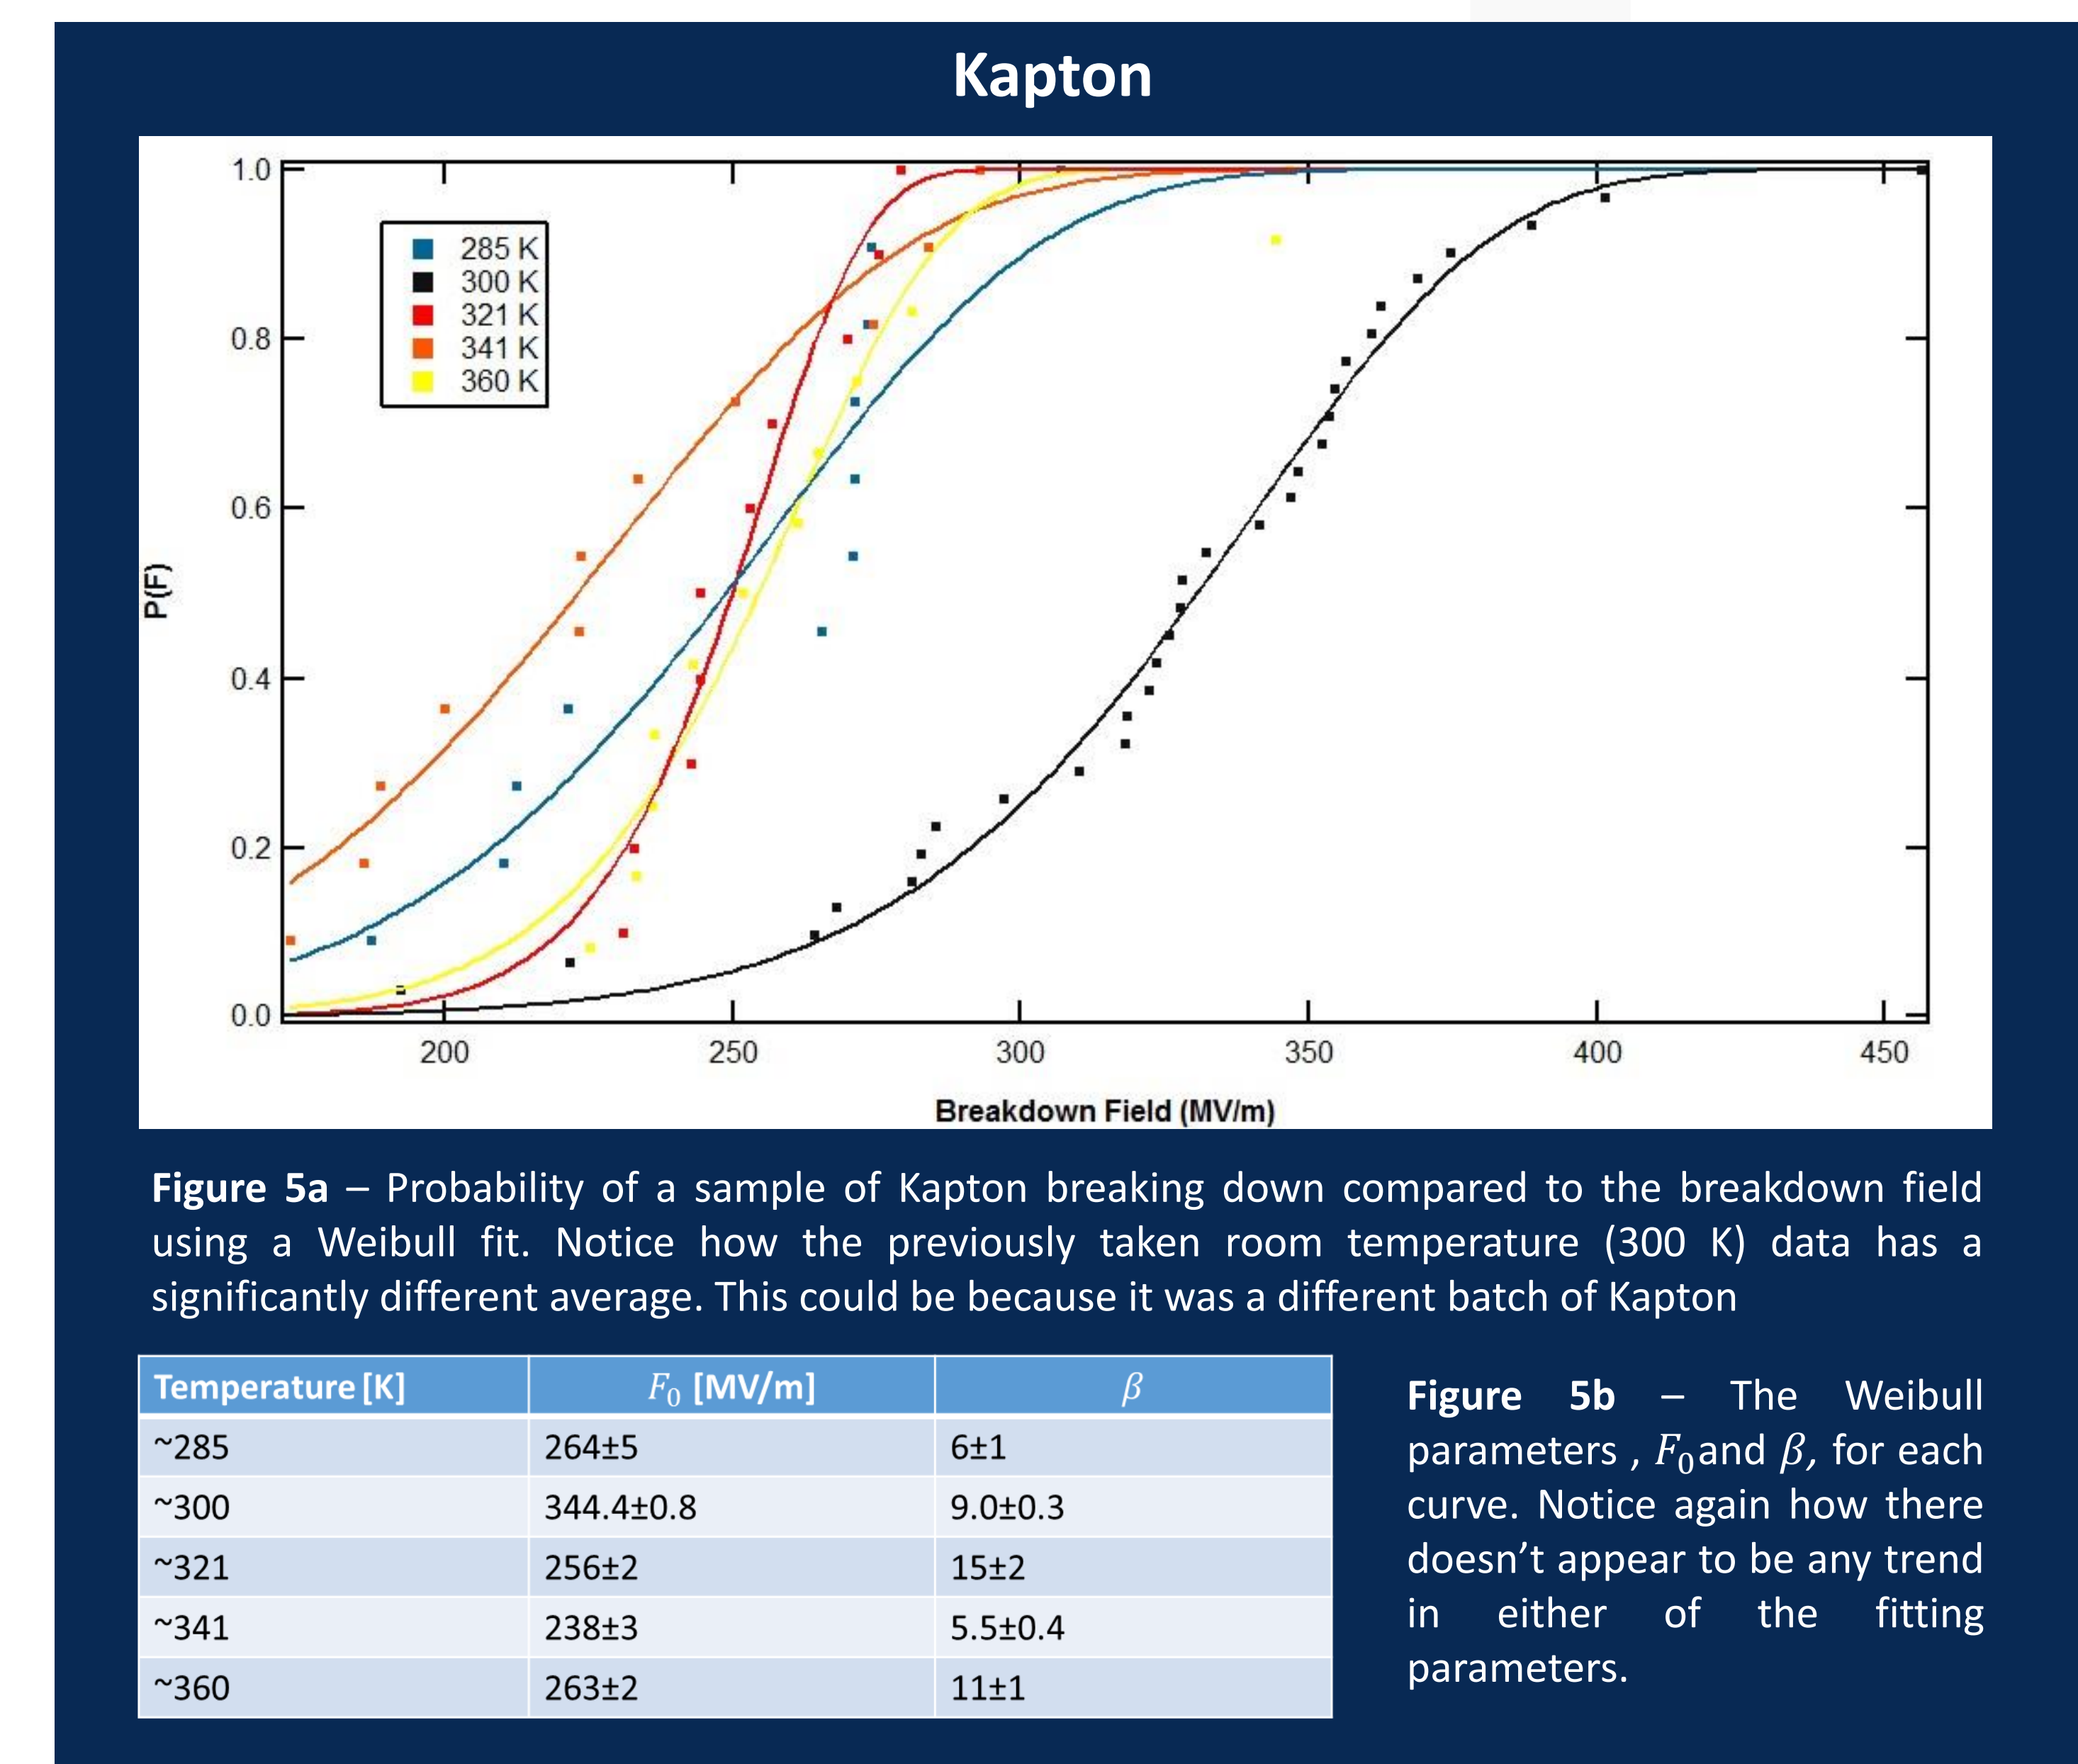 Kapton
1.0
0.8
0.6
0.4
0.2
0.0
P(F)
285 K
300 K
321 K
341 K
360 K
200 250 300 350 400 450
Breakdown Field (MV/m)
Figure 5a – Probability of a sample of Kapton breaking down compared to the breakdown field
using a Weibull fit. Notice how the previously taken room temperature (300 K) data has a
significantly different average. This could be because it was a different batch of Kapton
Temperature [K] F₀ [MV/m] β
~285 264±5 6±1
~300 344.4±0.8 9.0±0.3
~321 256±2 15±2
~341 238±3 5.5±0.4
~360 263±2 11±1
Figure 5b – The Weibull
parameters , F₀and β, for each
curve. Notice again how there
doesn’t appear to be any trend
in either of the fitting
parameters.